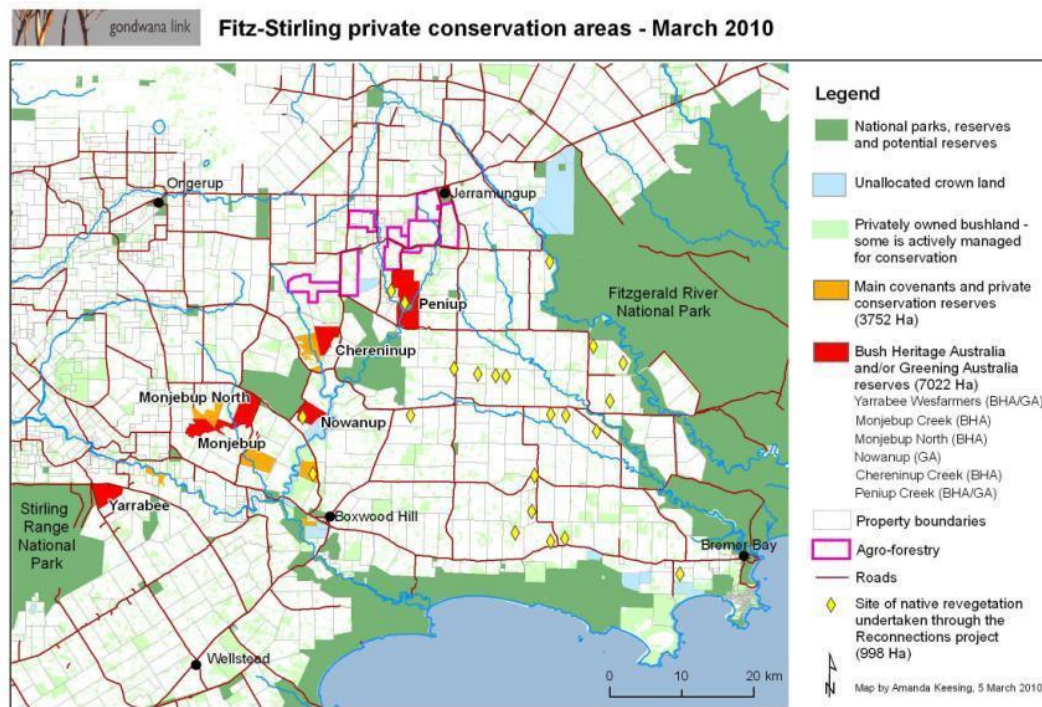 gondwana link
Fitz-Stirling private conservation areas - March 2010
Ongerup
Jerramungup
Peniup
Fitzgerald River
National Park
Chereninup
Monjebup North
Nowanup
Monjebup
Yarrabee
Stirling
Range
National
Park
Boxwood Hill
Bremer Bay
Wellstead
0 10 20 km
Legend
National parks, reserves
and potential reserves
Unallocated crown land
Privately owned bushland -
some is actively managed
for conservation
Main covenants and private
conservation reserves
(3752 Ha)
Bush Heritage Australia
and/or Greening Australia
reserves (7022 Ha)
Yarrabee Wesfarmers (BHA/GA)
Monjebup Creek (BHA)
Monjebup North (BHA)
Nowanup (GA)
Chereninup Creek (BHA)
Peniup Creek (BHA/GA)
Property boundaries
Agro-forestry
Roads
Site of native revegetation
undertaken through the
Reconnections project
(998 Ha)
N
Map by Amanda Keesing, 5 March 2010